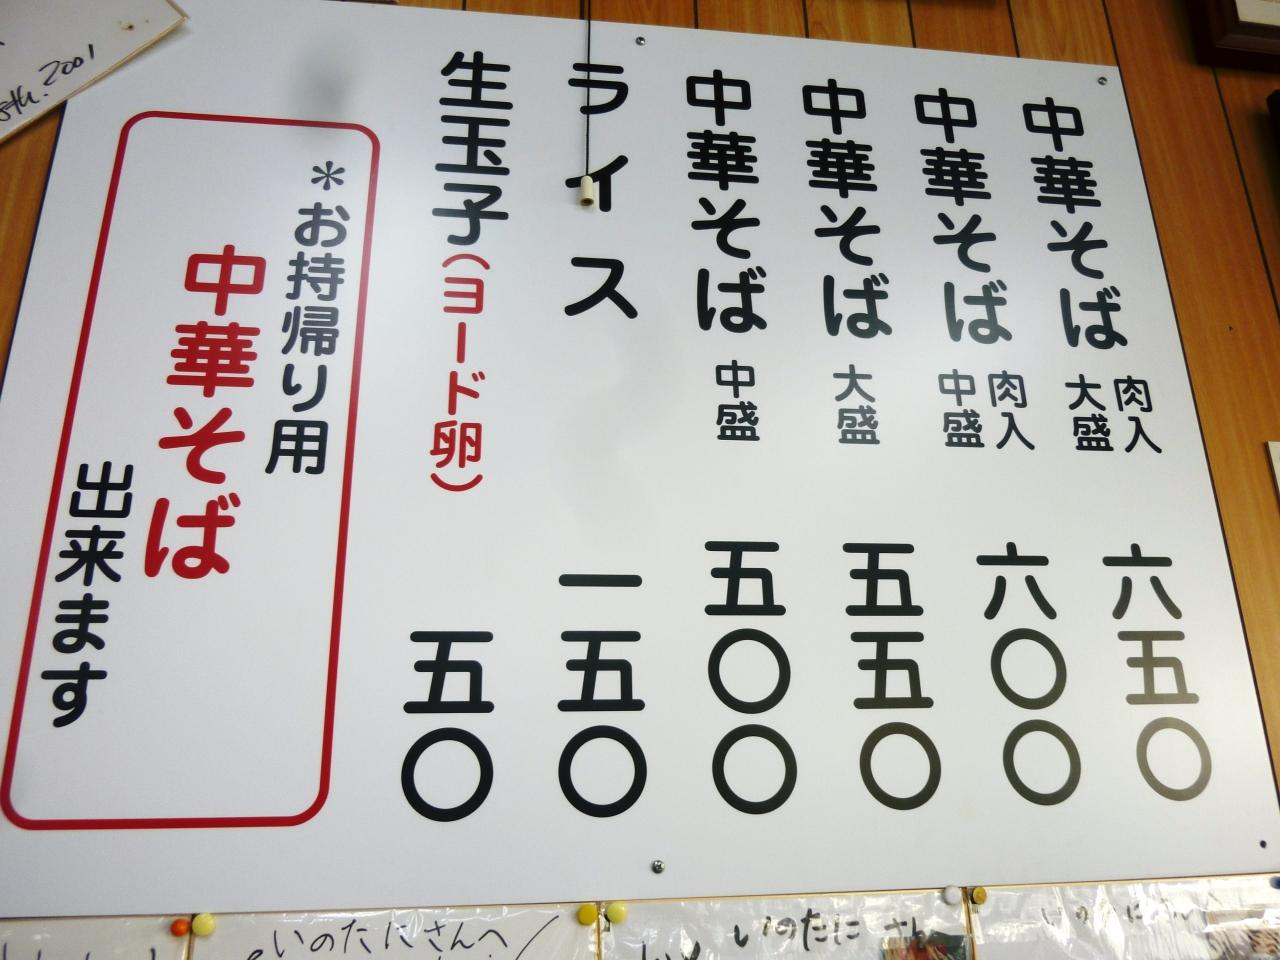 中華そば 肉入 大盛 六五〇
中華そば 肉入 中盛 六〇〇
中華そば 大盛 五五〇
中華そば 中盛 五〇〇
ライス 一五〇
生玉子(ヨード卵) 五〇
*お持帰り用
中華そば
出来ます
8th. 2001
いのたにさんへ
いのたにさん